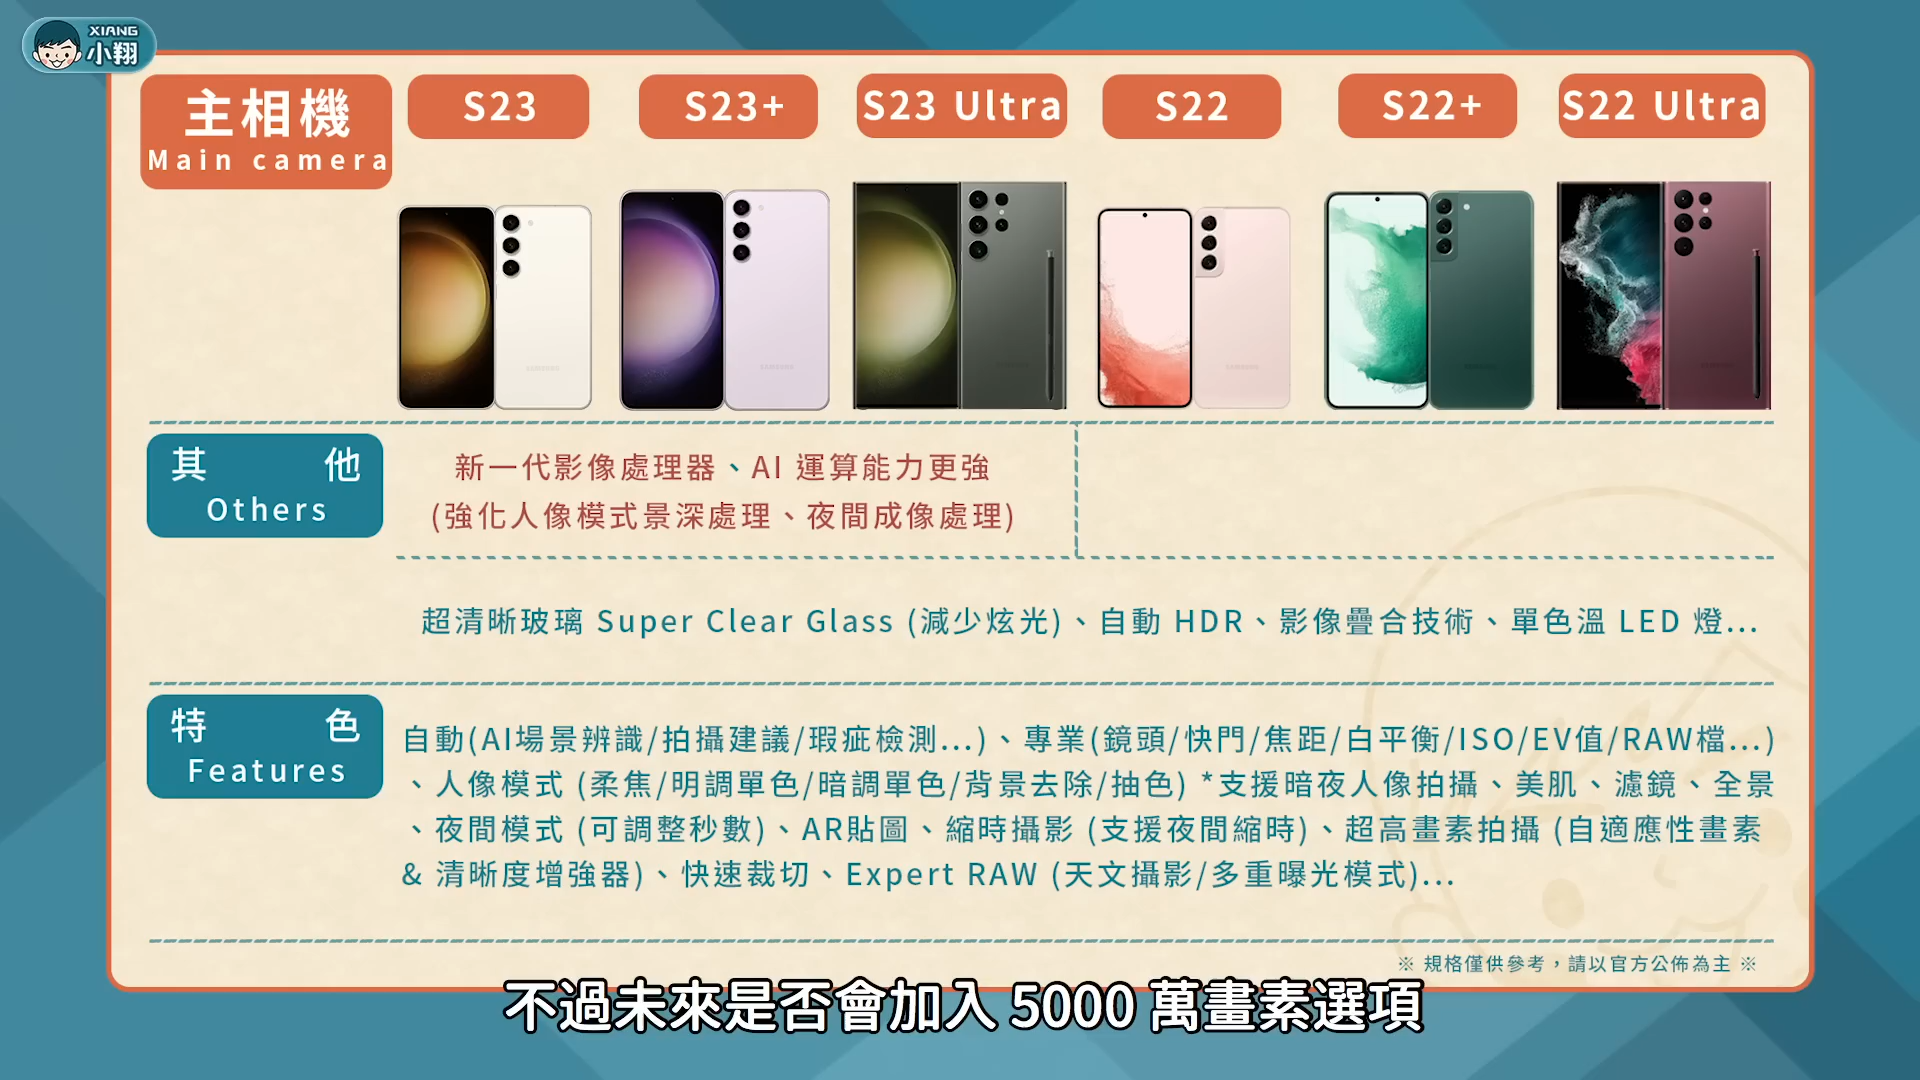 XIANG
小翔
主相機
Main camera
S23
S23+
S23 Ultra
S22
S22+
S22 Ultra
其他
Others
新一代影像處理器、AI 運算能力更強
(強化人像模式景深處理、夜間成像處理)
超清晰玻璃 Super Clear Glass (減少炫光)、自動 HDR、影像疊合技術、單色溫 LED 燈...
特色
Features
自動(AI場景辨識/拍攝建議/瑕疵檢測...)、專業(鏡頭/快門/焦距/白平衡/ISO/EV值/RAW檔...)
、人像模式 (柔焦/明調單色/暗調單色/背景去除/抽色) *支援暗夜人像拍攝、美肌、濾鏡、全景
、夜間模式 (可調整秒數)、AR貼圖、縮時攝影 (支援夜間縮時)、超高畫素拍攝 (自適應性畫素
& 清晰度增強器)、快速裁切、Expert RAW (天文攝影/多重曝光模式)...
※ 規格僅供參考，請以官方公佈為主 ※
不過未來是否會加入 5000 萬畫素選項